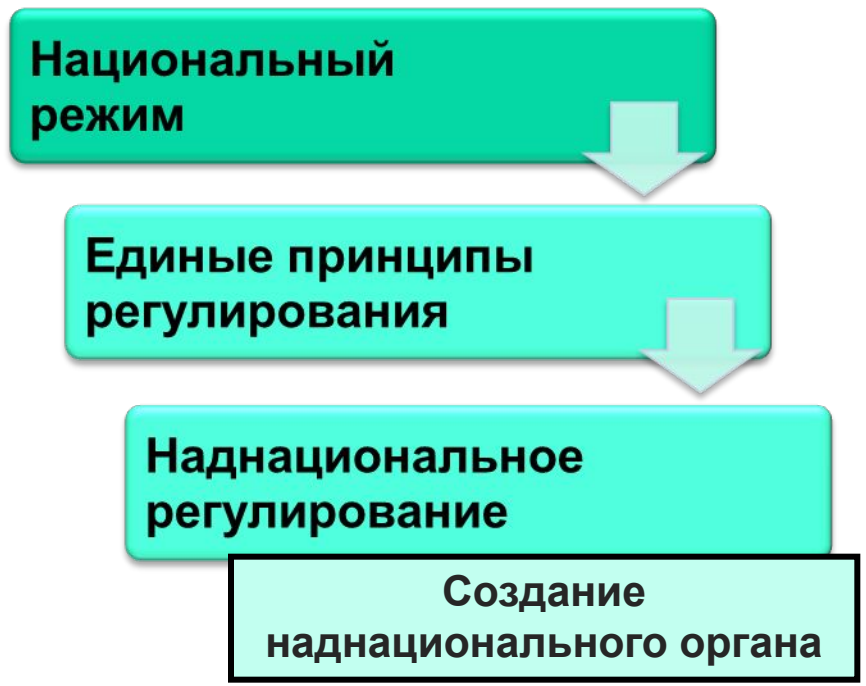 Национальный
режим
Единые принципы
регулирования
Наднациональное
регулирование
Создание
наднационального органа